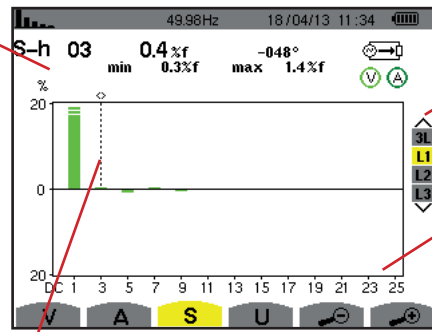 49.98Hz 18/04/13 11:34
S-h 03 0.4 %f -048°
min 0.3%f max 1.4%f
V A
%
20
3L
L1
L2
L3
0
20
DC 1 3 5 7 9 11 13 15 17 19 21 23 25
V A S U